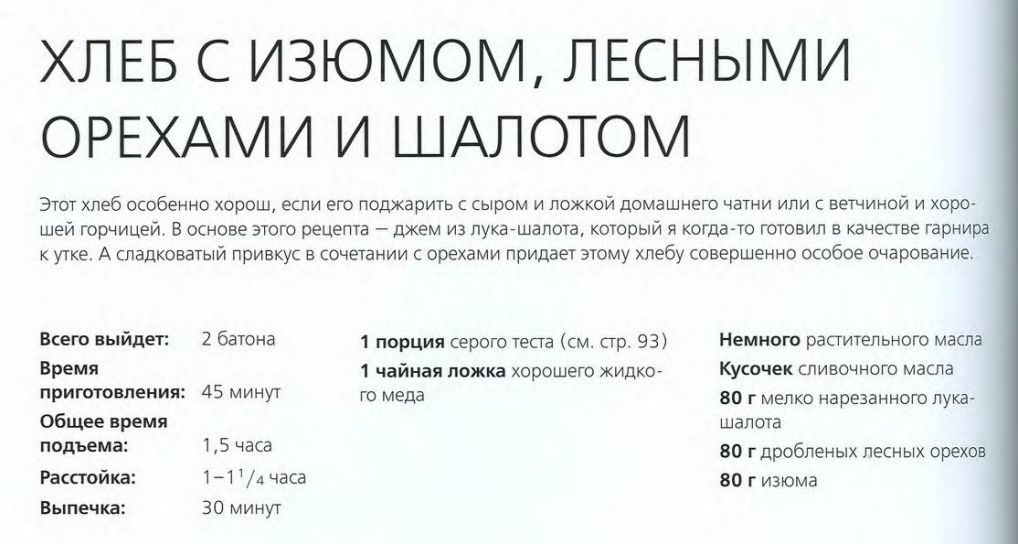 ХЛЕБ С ИЗЮМОМ, ЛЕСНЫМИ
ОРЕХАМИ И ШАЛОТОМ
Этот хлеб особенно хорош, если его поджарить с сыром и ложкой домашнего чатни или с ветчиной и хоро-
шей горчицей. В основе этого рецепта – джем из лука-шалота, который я когда-то готовил в качестве гарнира
к утке. А сладковатый привкус в сочетании с орехами придает этому хлебу совершенно особое очарование.
Всего выйдет: 2 батона
Время
приготовления: 45 минут
Общее время
подъема: 1,5 часа
Расстойка: 1–1 1/4 часа
Выпечка: 30 минут
1 порция серого теста (см. стр. 93)
1 чайная ложка хорошего жидко-
го меда
Немного растительного масла
Кусочек сливочного масла
80 г мелко нарезанного лука-
шалота
80 г дробленых лесных орехов
80 г изюма